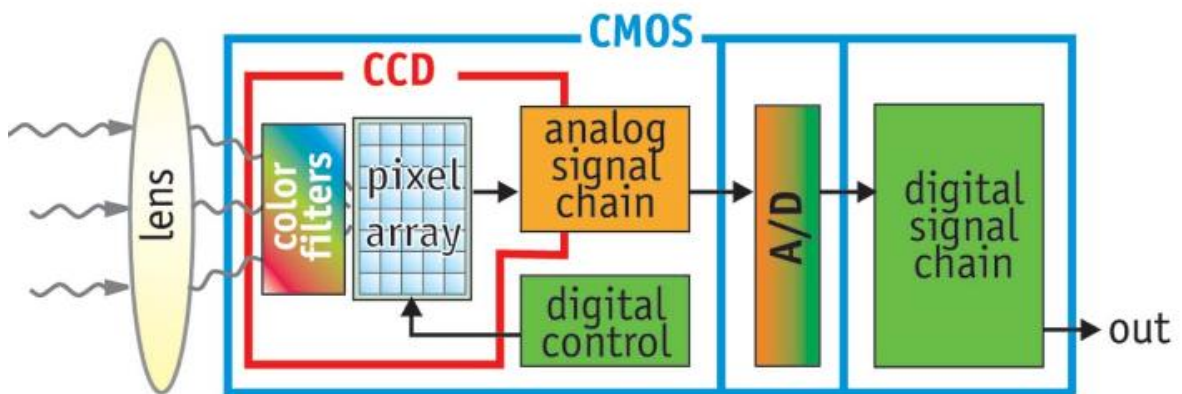 CMOS
CCD
lens
color
filters
pixel
array
analog
signal
chain
digital
control
A/D
digital
signal
chain
out